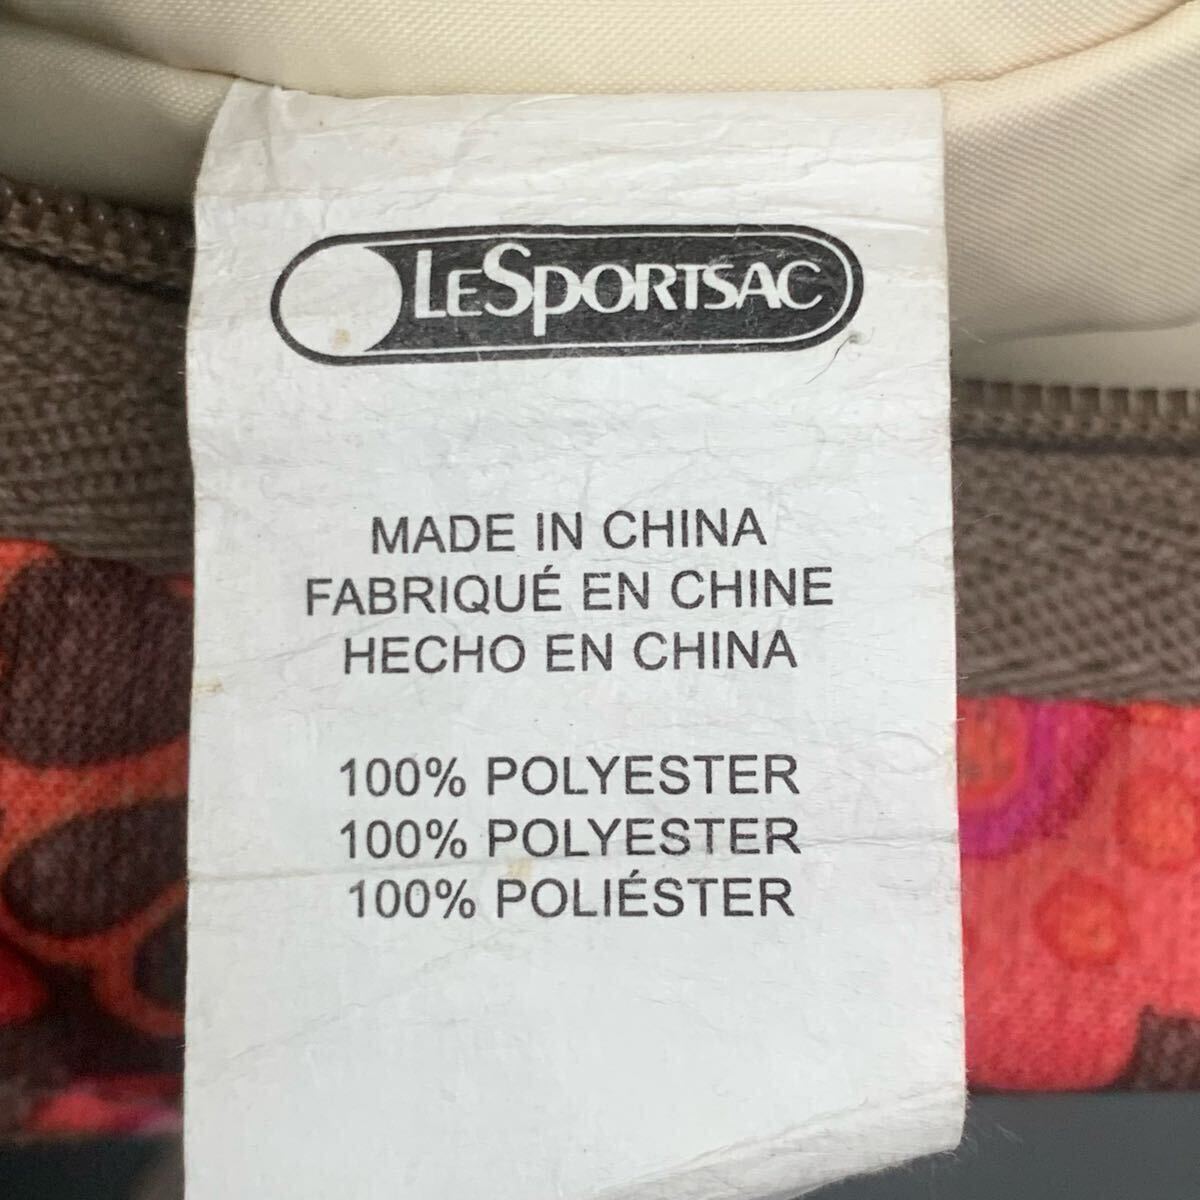 LESPORTSAC
MADE IN CHINA
FABRIQUÉ EN CHINE
HECHO EN CHINA
100% POLYESTER
100% POLYESTER
100% POLIÉSTER